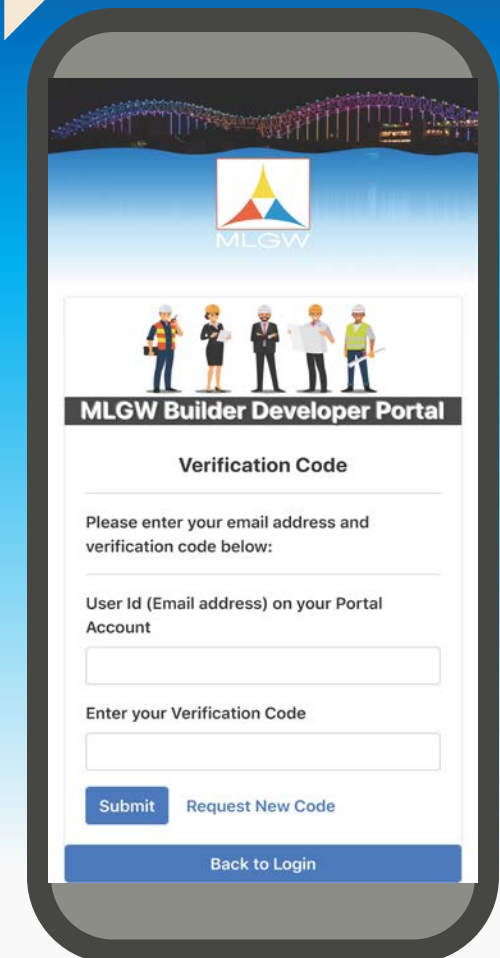 MLGW
MLGW Builder Developer Portal
Verification Code
Please enter your email address and
verification code below:
User Id (Email address) on your Portal
Account
Enter your Verification Code
Submit Request New Code
Back to Login